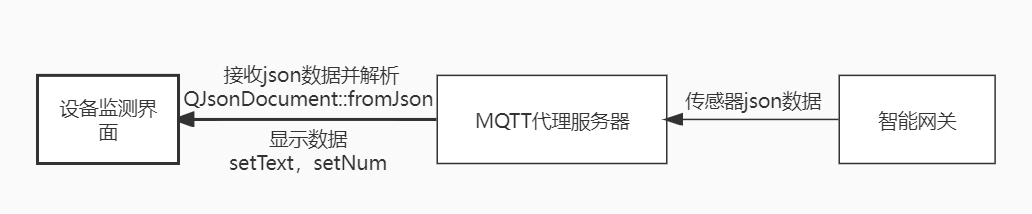 设备监测界
面
接收json数据并解析
QJsonDocument::fromJson
显示数据
setText，setNum
MQTT代理服务器
传感器json数据
智能网关